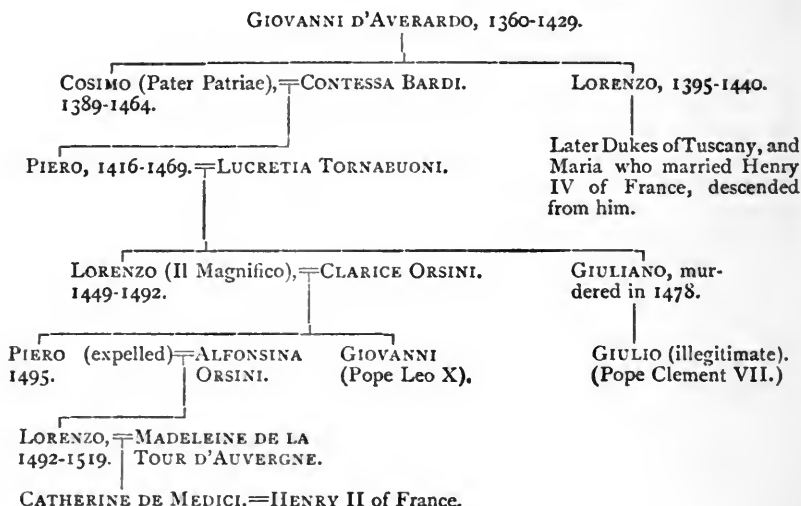 GIOVANNI D'AVERARDO, 1360-1429.
COSIMO (Pater Patriae),=CONTESSA BARDI.
1389-1464.
LORENZO, 1395-1440.
Later Dukes of Tuscany, and
Maria who married Henry
IV of France, descended
from him.
PIERO, 1416-1469.=LUCRETIA TORNABUONI.
LORENZO (Il Magnifico),=CLARICE ORSINI.
1449-1492.
GIULIANO, mur-
dered in 1478.
PIERO (expelled)=ALFONSINA
1495. ORSINI.
GIOVANNI
(Pope Leo X).
GIULIO (illegitimate).
(Pope Clement VII.)
LORENZO,=MADELEINE DE LA
1492-1519. TOUR D'AUVERGNE.
CATHERINE DE MEDICI.=HENRY II of France.